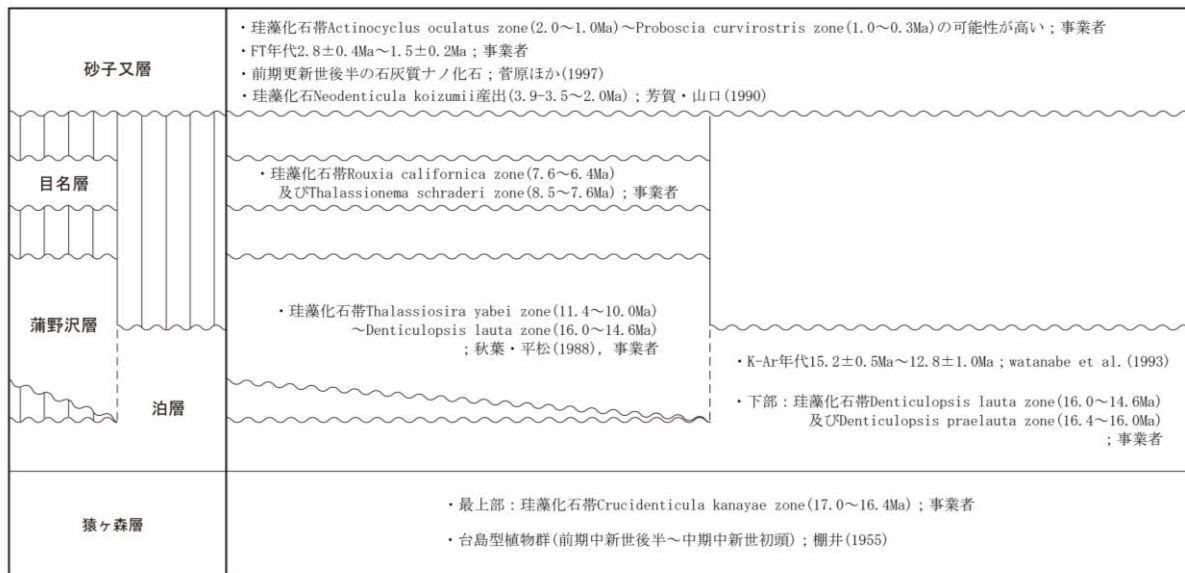 砂子又層
・珪藻化石帯Actinocyclus oculatus zone(2.0～1.0Ma)～Proboscia curvirostris zone(1.0～0.3Ma)の可能性が高い；事業者
・FT年代2.8±0.4Ma～1.5±0.2Ma；事業者
・前期更新世後半の石灰質ナノ化石；菅原ほか(1997)
・珪藻化石Neodenticula koizumii産出(3.9-3.5～2.0Ma)；芳賀・山口(1990)
目名層
・珪藻化石帯Rouxia californica zone(7.6～6.4Ma)
及びThalassionema schraderi zone(8.5～7.6Ma)；事業者
蒲野沢層
・珪藻化石帯Thalassiosira yabei zone(11.4～10.0Ma)
～Denticulopsis lauta zone(16.0～14.6Ma)
；秋葉・平松(1988), 事業者
泊層
・K-Ar年代15.2±0.5Ma～12.8±1.0Ma；watanabe et al.(1993)
・下部：珪藻化石帯Denticulopsis lauta zone(16.0～14.6Ma)
及びDenticulopsis praelauta zone(16.4～16.0Ma)
；事業者
猿ヶ森層
・最上部：珪藻化石帯Crucidenticula kanayae zone(17.0～16.4Ma)；事業者
・台島型植物群(前期中新世後半～中期中新世初頭)；棚井(1955)